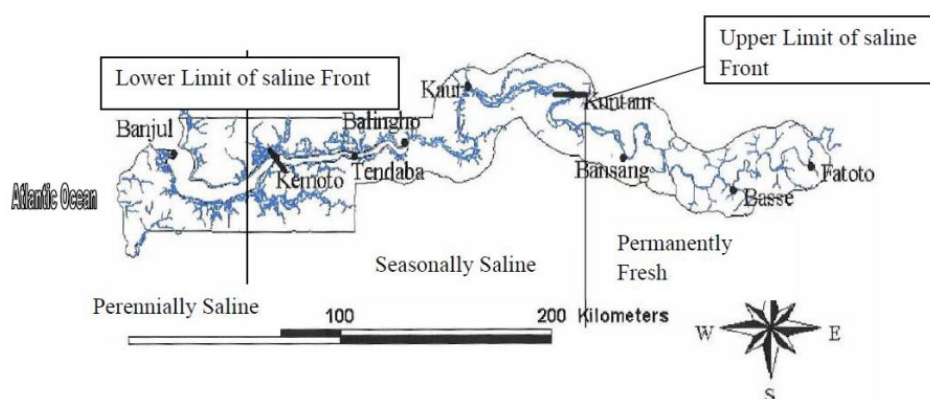 Upper Limit of saline
Front
Lower Limit of saline Front
Kaur
Kuntaur
Banjul
Balingho
Kemoto
Tendaba
Bansang
Fatoto
Basse
Atlantic Ocean
Permanently
Fresh
Seasonally Saline
Perennially Saline
100
200 Kilometers
W
E
S